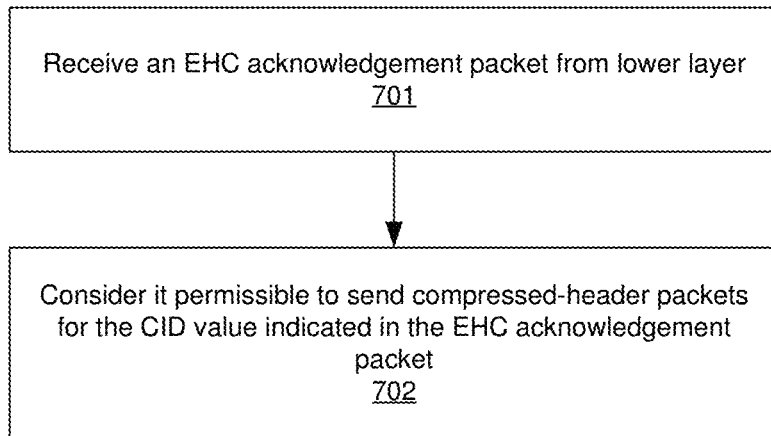 Receive an EHC acknowledgement packet from lower layer
701
Consider it permissible to send compressed-header packets
for the CID value indicated in the EHC acknowledgement
packet
702